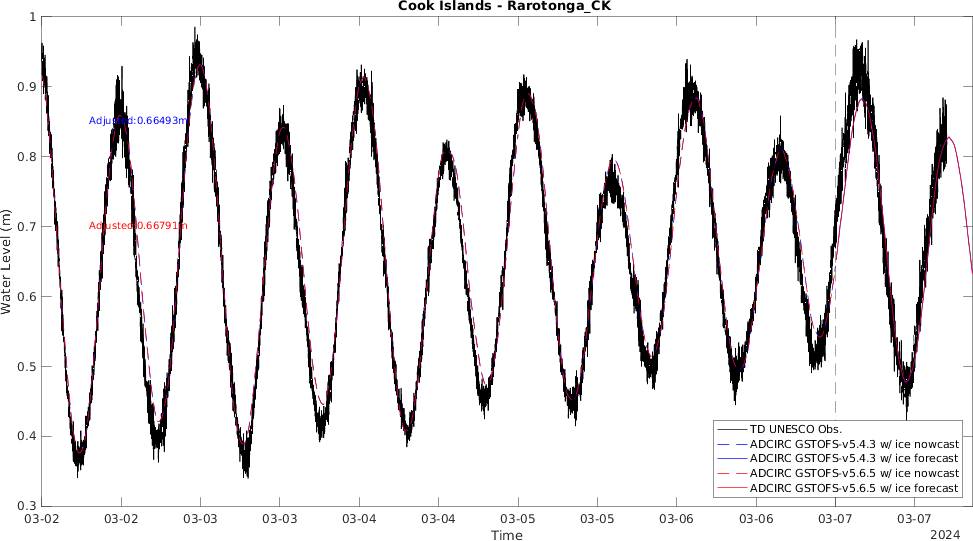 Cook Islands - Rarotonga_CK
1
0.9
0.8
0.7
0.6
0.5
0.4
0.3
Water Level (m)
Adjusted:0.66493m
Adjusted:0.66791m
TD UNESCO Obs.
ADCIRC GSTOFS-v5.4.3 w/ ice nowcast
ADCIRC GSTOFS-v5.4.3 w/ ice forecast
ADCIRC GSTOFS-v5.6.5 w/ ice nowcast
ADCIRC GSTOFS-v5.6.5 w/ ice forecast
03-02 03-02 03-03 03-03 03-04 03-04 03-05 03-05 03-06 03-06 03-07 03-07
Time
2024